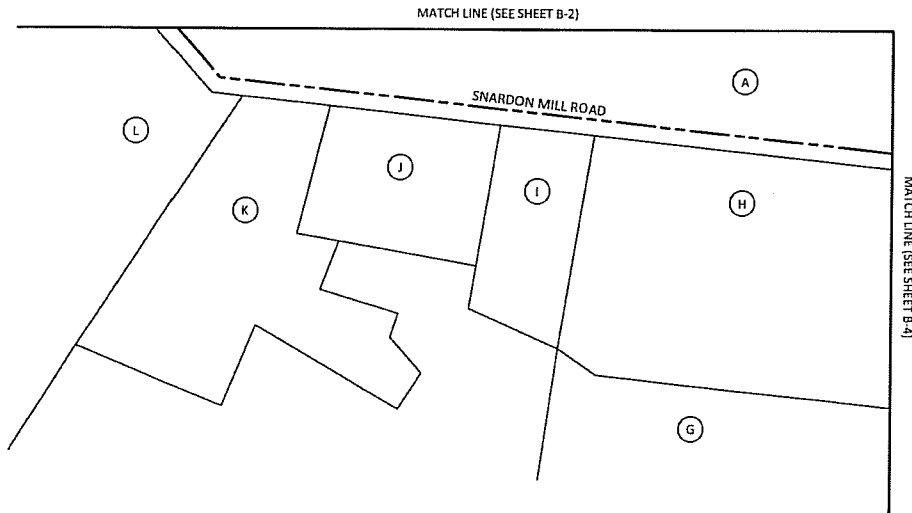 MATCH LINE (SEE SHEET B-2)
A
SNARDON MILL ROAD
L
J
I
K
H
MATCH LINE (SEE SHEET B-4)
G